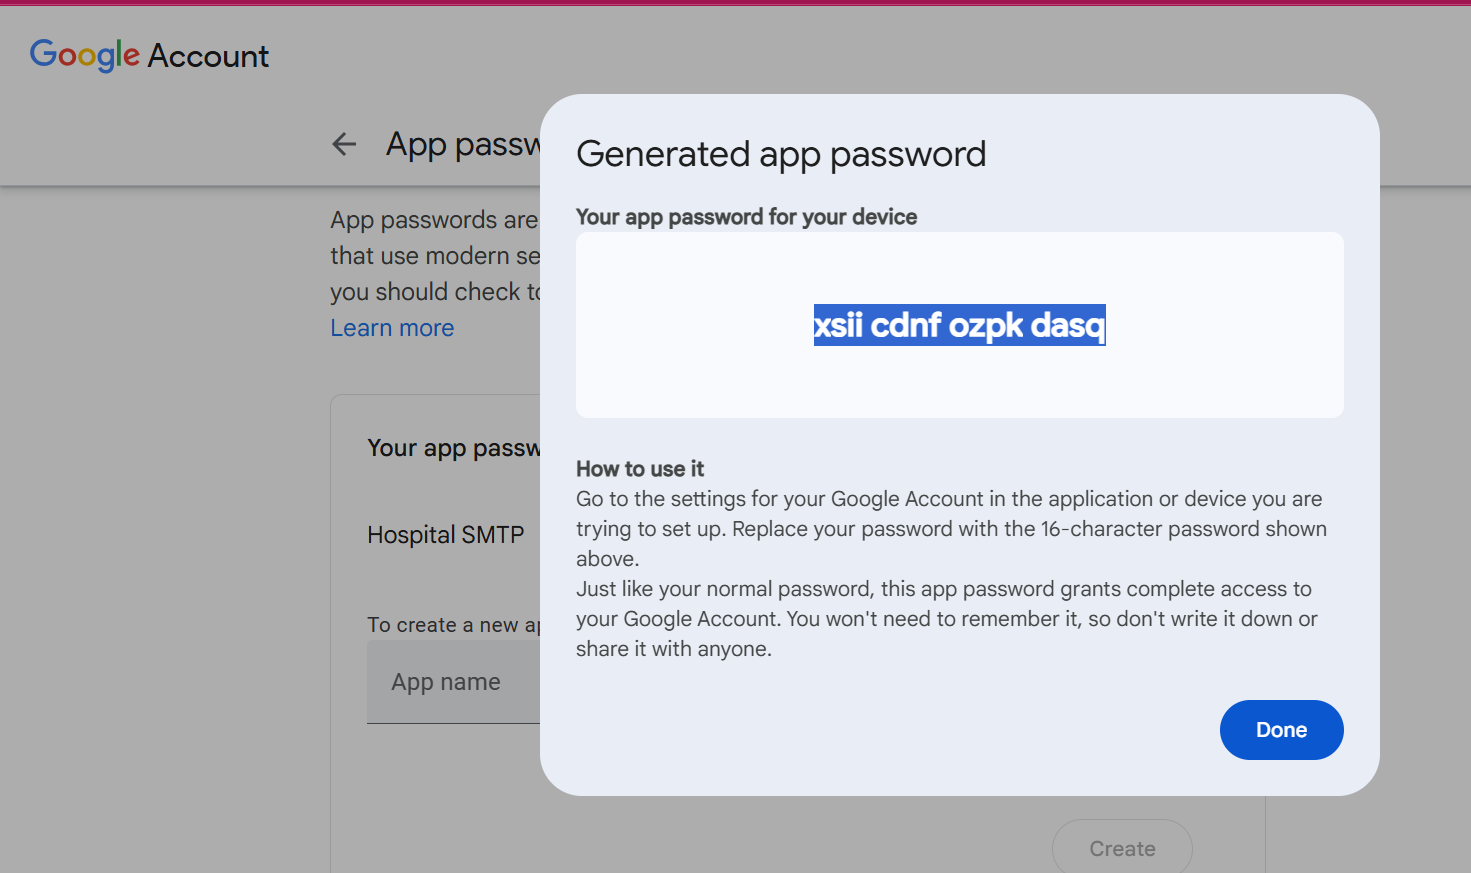 Google Account
App passw
App passwords are
that use modern se
you should check to
Learn more
Your app passw
Hospital SMTP
To create a new ap
App name
Create
Generated app password
Your app password for your device
xsii cdnf ozpk dasq
How to use it
Go to the settings for your Google Account in the application or device you are
trying to set up. Replace your password with the 16-character password shown
above.
Just like your normal password, this app password grants complete access to
your Google Account. You won't need to remember it, so don't write it down or
share it with anyone.
Done